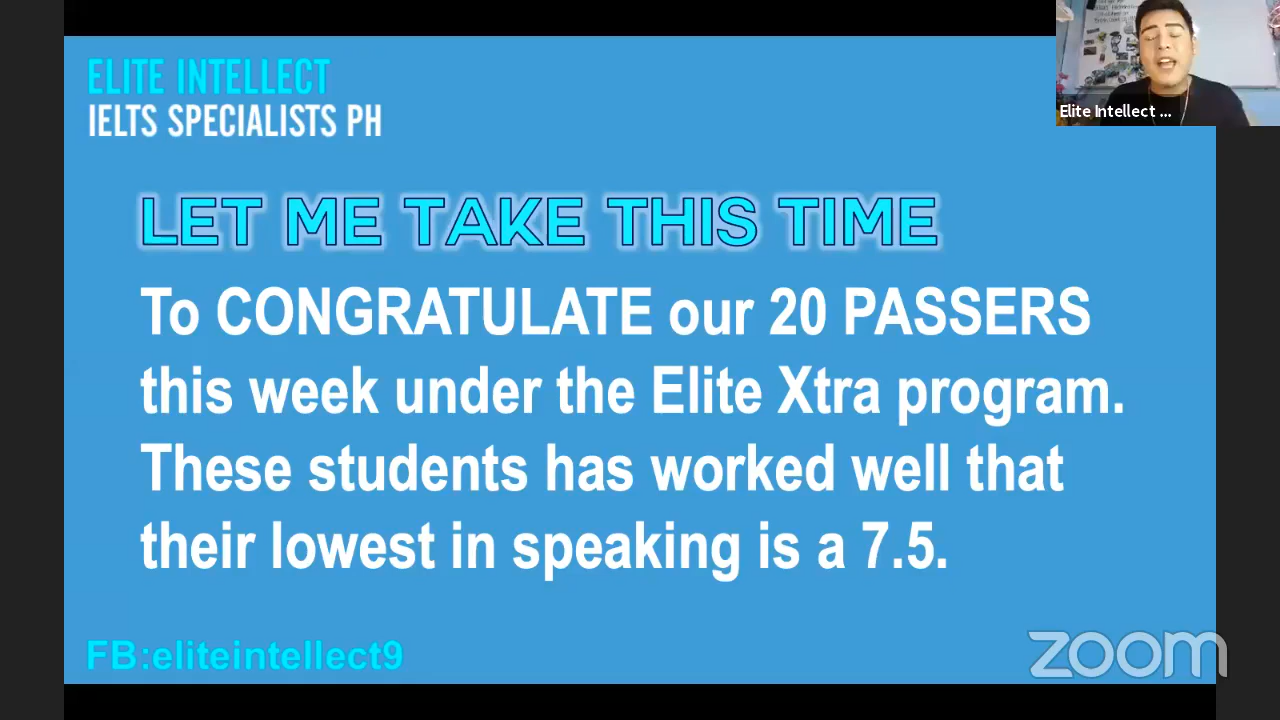 ELITE INTELLECT
IELTS SPECIALISTS PH
Elite Intellect ...
LET ME TAKE THIS TIME
To CONGRATULATE our 20 PASSERS
this week under the Elite Xtra program.
These students has worked well that
their lowest in speaking is a 7.5.
FB:eliteintellect9
zoom